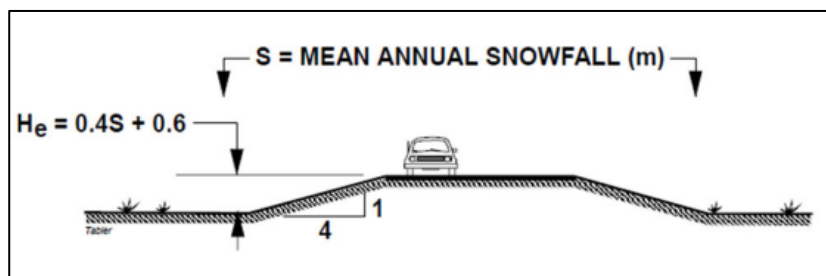 S = MEAN ANNUAL SNOWFALL (m)
He = 0.4S + 0.6
1
4
Tabler